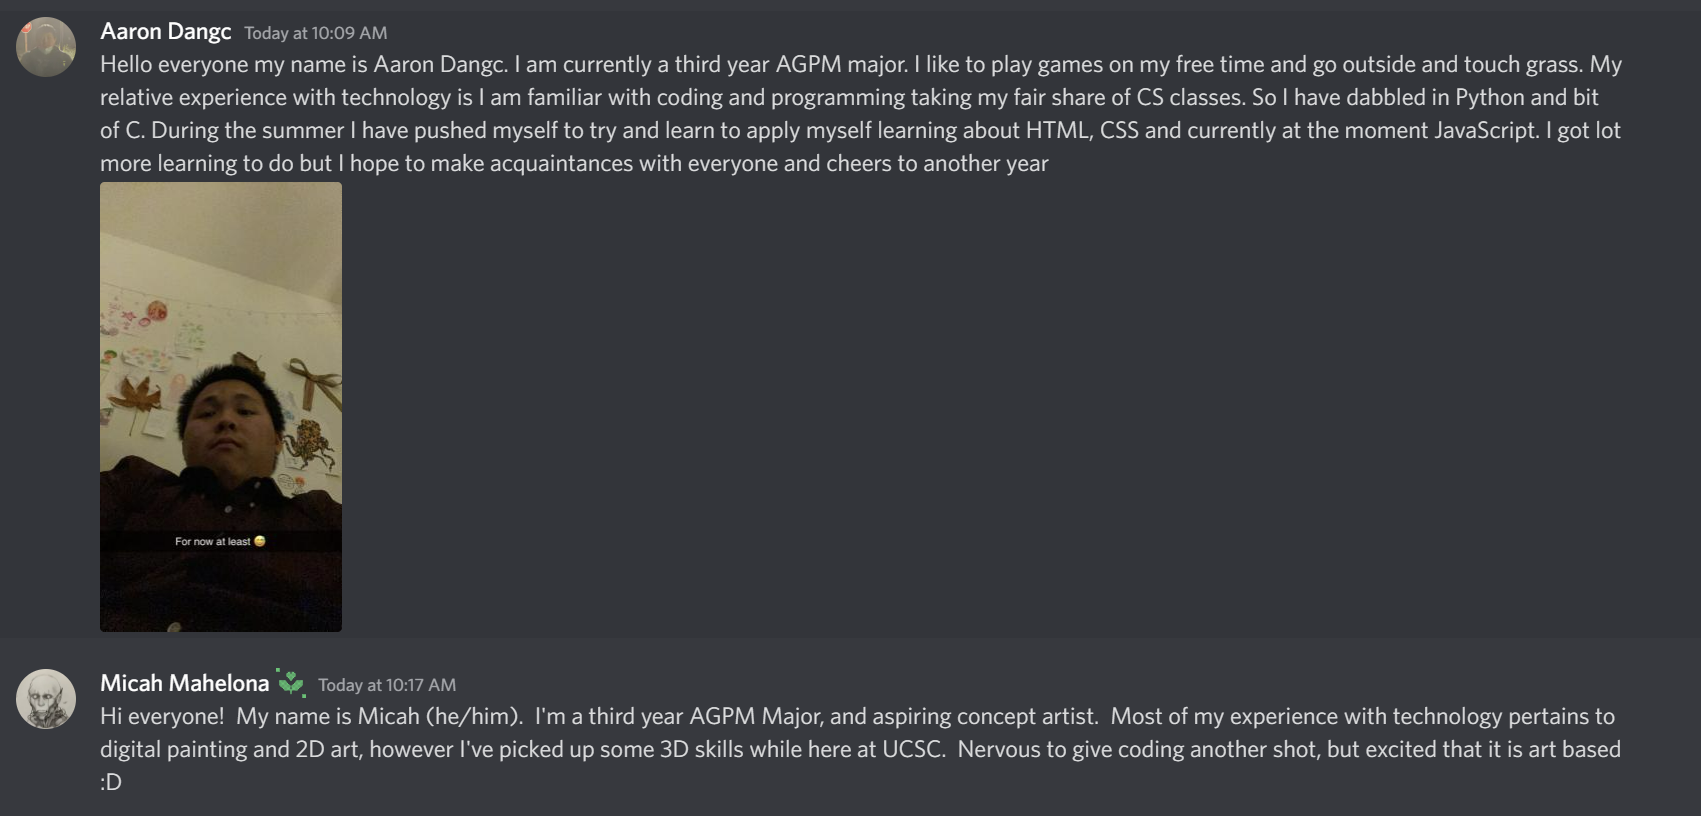 Aaron Dangc Today at 10:09 AM
Hello everyone my name is Aaron Dangc. I am currently a third year AGPM major. I like to play games on my free time and go outside and touch grass. My
relative experience with technology is I am familiar with coding and programming taking my fair share of CS classes. So I have dabbled in Python and bit
of C. During the summer I have pushed myself to try and learn to apply myself learning about HTML, CSS and currently at the moment JavaScript. I got lot
more learning to do but I hope to make acquaintances with everyone and cheers to another year
For now at least 😅
Micah Mahelona Today at 10:17 AM
Hi everyone!  My name is Micah (he/him).  I'm a third year AGPM Major, and aspiring concept artist.  Most of my experience with technology pertains to
digital painting and 2D art, however I've picked up some 3D skills while here at UCSC.  Nervous to give coding another shot, but excited that it is art based
:D